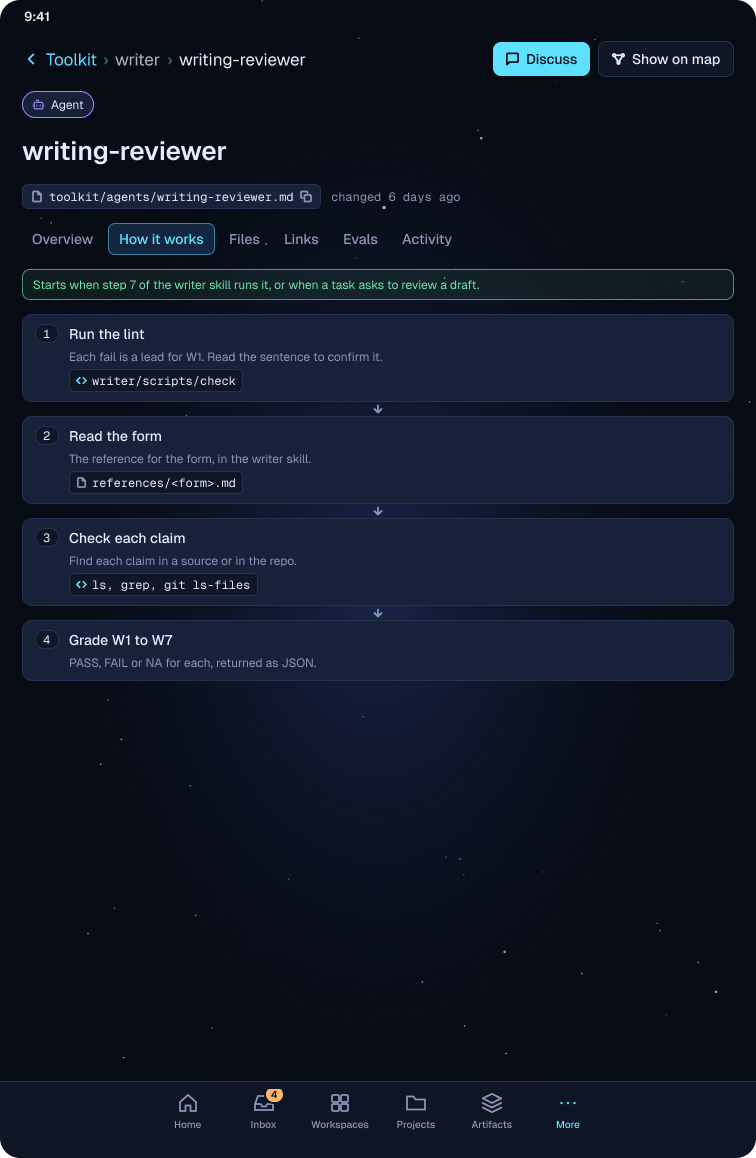 9:41
Toolkit › writer › writing-reviewer
Discuss
Show on map
Agent
writing-reviewer
toolkit/agents/writing-reviewer.md
changed 6 days ago
Overview
How it works
Files
Links
Evals
Activity
Starts when step 7 of the writer skill runs it, or when a task asks to review a draft.
1 Run the lint
Each fail is a lead for W1. Read the sentence to confirm it.
writer/scripts/check
2 Read the form
The reference for the form, in the writer skill.
references/<form>.md
3 Check each claim
Find each claim in a source or in the repo.
ls, grep, git ls-files
4 Grade W1 to W7
PASS, FAIL or NA for each, returned as JSON.
4
Home
Inbox
Workspaces
Projects
Artifacts
More